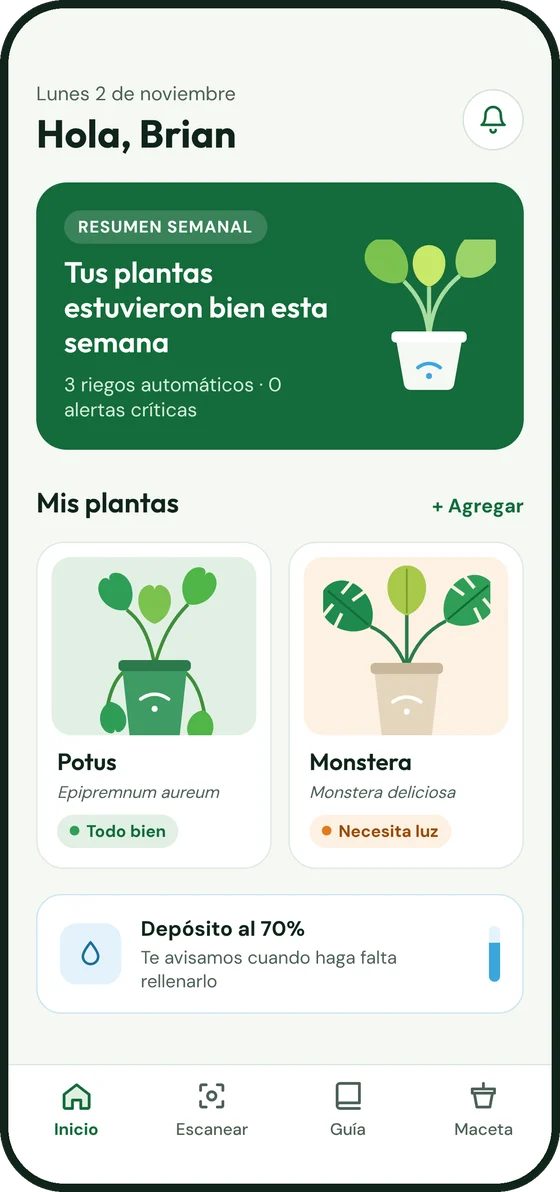 Lunes 2 de noviembre
Hola, Brian
RESUMEN SEMANAL
Tus plantas
estuvieron bien esta
semana
3 riegos automáticos · 0
alertas críticas
Mis plantas
+ Agregar
Potus
Epipremnum aureum
Todo bien
Monstera
Monstera deliciosa
Necesita luz
Depósito al 70%
Te avisamos cuando haga falta
rellenarlo
Inicio
Escanear
Guía
Maceta